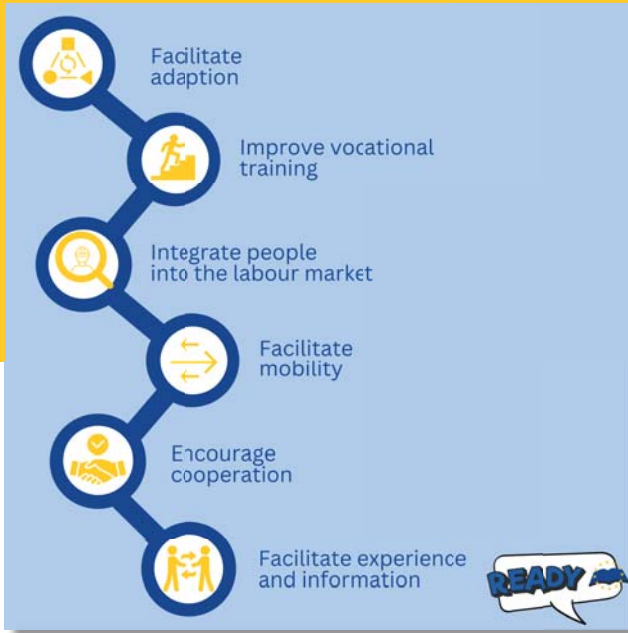 Facilitate
adaption
Improve vocational
training
Integrate people
into the labour market
Facilitate
mobility
Encourage
cooperation
Facilitate experience
and information
READY